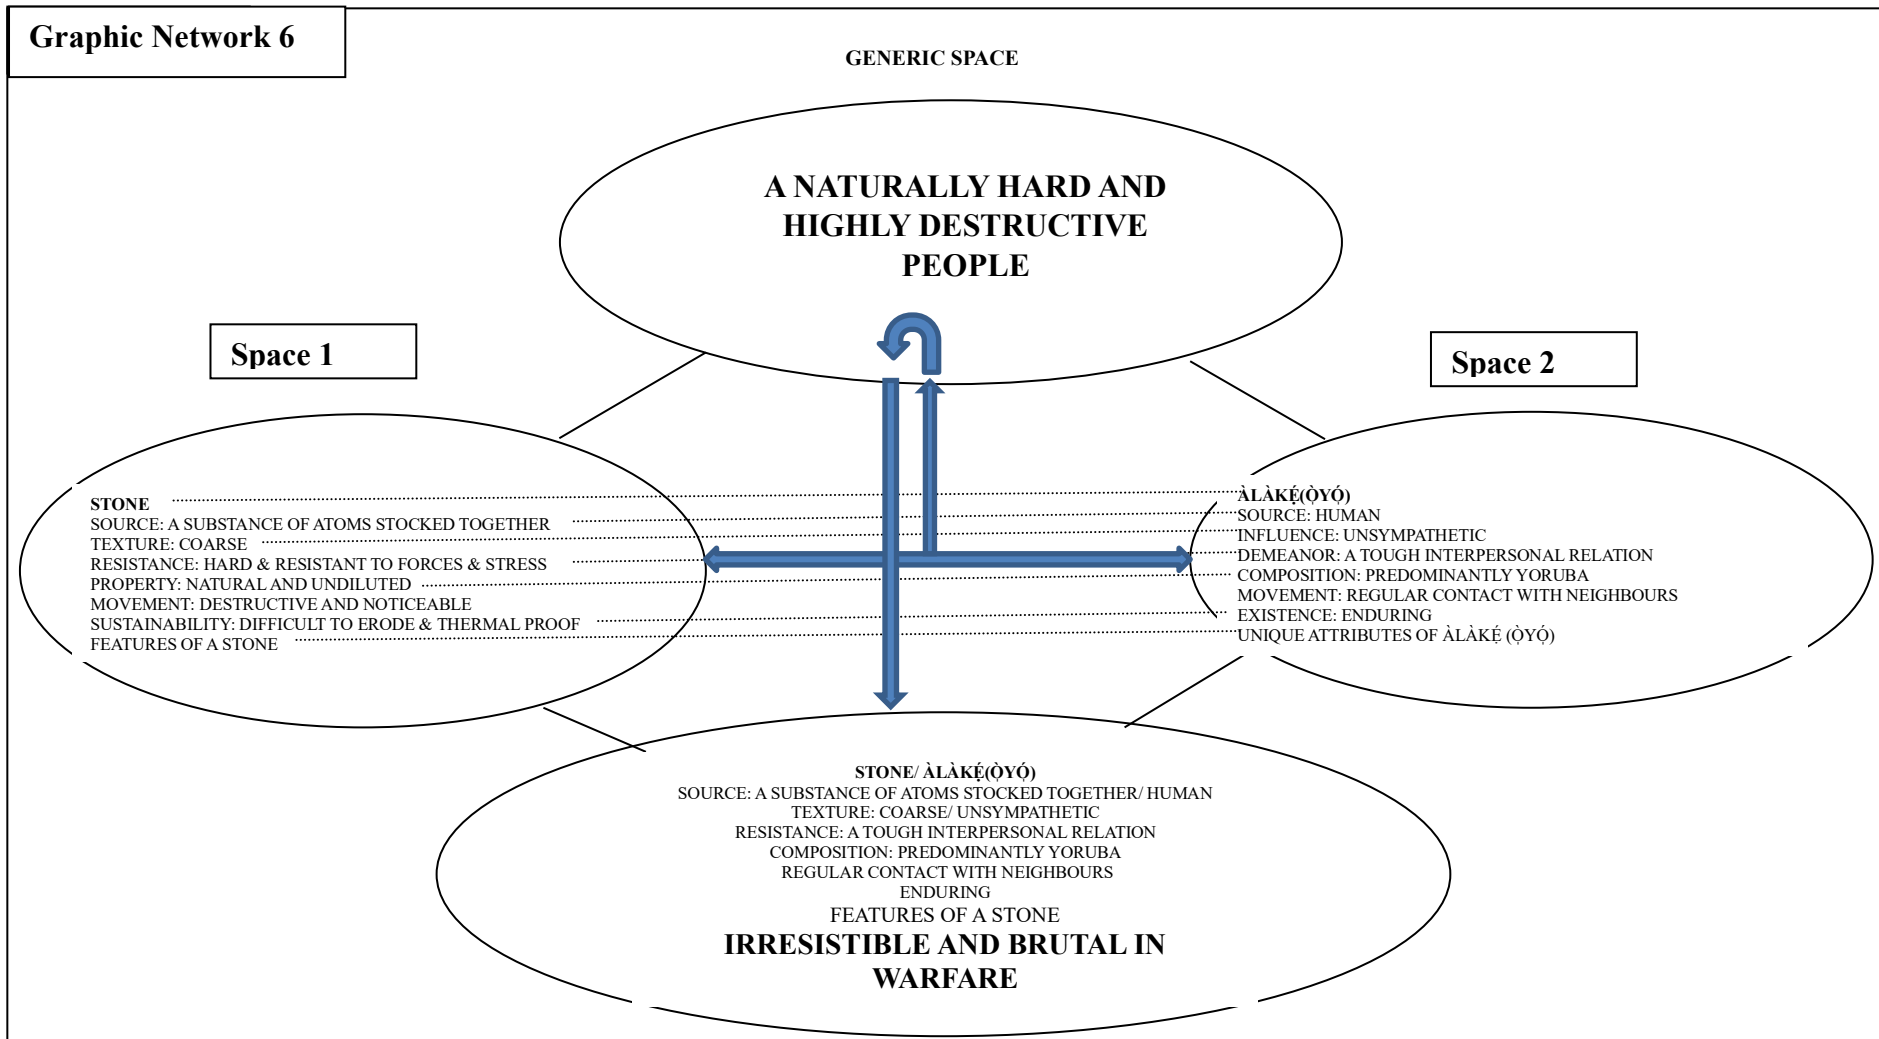 Graphic Network 6
GENERIC SPACE
A NATURALLY HARD AND
HIGHLY DESTRUCTIVE
PEOPLE
Space 1
Space 2
STONE
SOURCE: A SUBSTANCE OF ATOMS STOCKED TOGETHER
TEXTURE: COARSE
RESISTANCE: HARD & RESISTANT TO FORCES & STRESS
PROPERTY: NATURAL AND UNDILUTED
MOVEMENT: DESTRUCTIVE AND NOTICEABLE
SUSTAINABILITY: DIFFICULT TO ERODE & THERMAL PROOF
FEATURES OF A STONE
ÀLÀKẸ́(Ọ̀YỌ́)
SOURCE: HUMAN
INFLUENCE: UNSYMPATHETIC
DEMEANOR: A TOUGH INTERPERSONAL RELATION
COMPOSITION: PREDOMINANTLY YORUBA
MOVEMENT: REGULAR CONTACT WITH NEIGHBOURS
EXISTENCE: ENDURING
UNIQUE ATTRIBUTES OF ÀLÀKẸ́ (Ọ̀YỌ́)
STONE/ ÀLÀKẸ́(Ọ̀YỌ́)
SOURCE: A SUBSTANCE OF ATOMS STOCKED TOGETHER/ HUMAN
TEXTURE: COARSE/ UNSYMPATHETIC
RESISTANCE: A TOUGH INTERPERSONAL RELATION
COMPOSITION: PREDOMINANTLY YORUBA
REGULAR CONTACT WITH NEIGHBOURS
ENDURING
FEATURES OF A STONE
IRRESISTIBLE AND BRUTAL IN
WARFARE